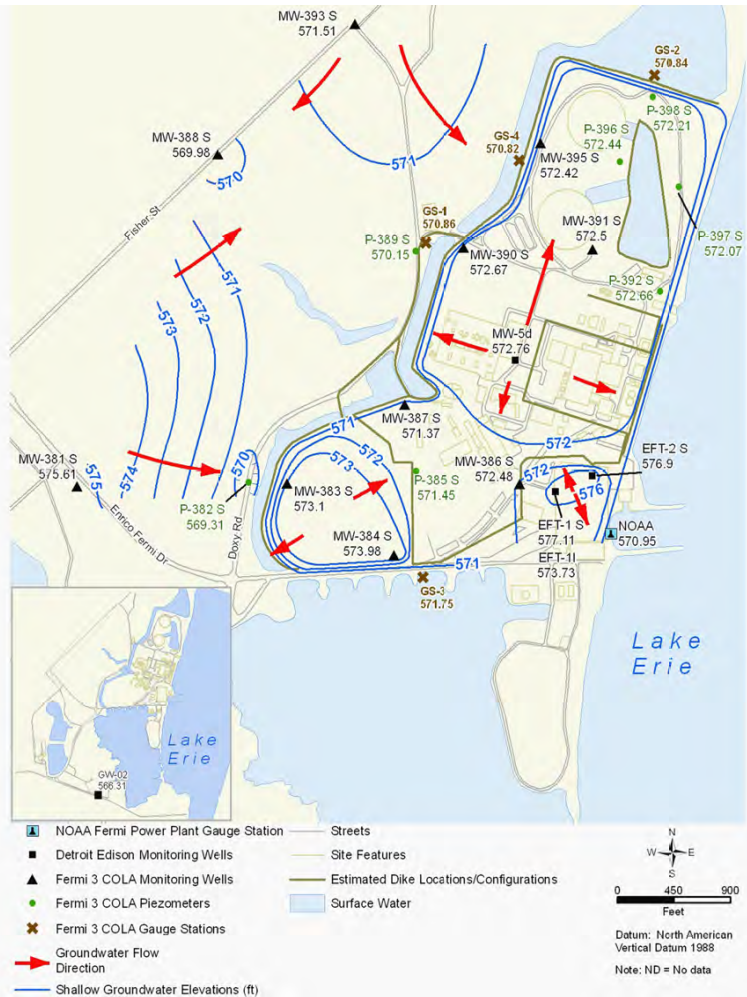 MW-393 S
571.51
GS-2
570.84
P-398 S
572.21
P-396 S
572.44
GS-4
570.82
MW-395 S
572.42
MW-388 S
569.98
570
571
Fisher St
MW-391 S
572.5
P-397 S
572.07
GS-1
570.86
P-389 S
570.15
MW-390 S
572.67
P-392 S
572.66
571
572
573
574
575
MW-5d
572.76
MW-387 S
571.37
571
572
573
572
MW-381 S
575.61
570
P-382 S
569.31
Doxy Rd
Enrico Fermi Dr
MW-383 S
573.1
P-385 S
571.45
MW-386 S
572.48
572
EFT-2 S
576.9
576
MW-384 S
573.98
EFT-1 S
577.11
EFT-1I
573.73
NOAA
570.95
571
GS-3
571.75
Lake
Erie
Lake
Erie
GW-02
566.31
NOAA Fermi Power Plant Gauge Station
Detroit Edison Monitoring Wells
Fermi 3 COLA Monitoring Wells
Fermi 3 COLA Piezometers
Fermi 3 COLA Gauge Stations
Groundwater Flow
Direction
Shallow Groundwater Elevations (ft)
Streets
Site Features
Estimated Dike Locations/Configurations
Surface Water
N
W E
S
0 450 900
Feet
Datum: North American
Vertical Datum 1988
Note: ND = No data